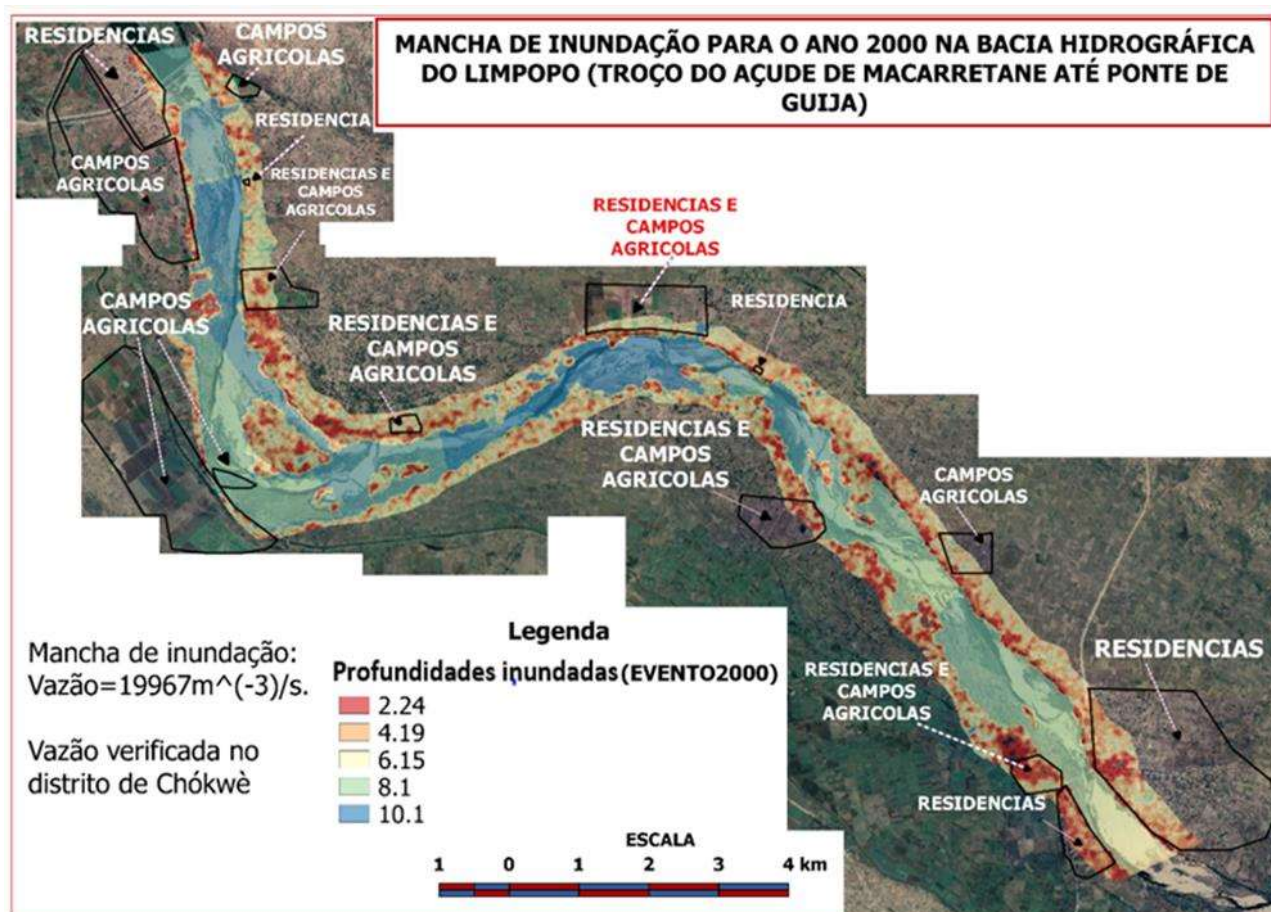 MANCHA DE INUNDAÇÃO PARA O ANO 2000 NA BACIA HIDROGRÁFICA
DO LIMPOPO (TROÇO DO AÇUDE DE MACARRETANE ATÉ PONTE DE
GUIJA)
RESIDENCIAS
CAMPOS
AGRICOLAS
RESIDENCIA
CAMPOS
AGRICOLAS
RESIDENCIAS E
CAMPOS
AGRICOLAS
RESIDENCIAS E
CAMPOS
AGRICOLAS
CAMPOS
AGRICOLAS
RESIDENCIAS E
CAMPOS
AGRICOLAS
RESIDENCIA
RESIDENCIAS E
CAMPOS
AGRICOLAS
CAMPOS
AGRICOLAS
RESIDENCIAS
RESIDENCIAS E
CAMPOS
AGRICOLAS
RESIDENCIAS
Mancha de inundação:
Vazão=19967m^(-3)/s.
Vazão verificada no
distrito de Chókwè
Legenda
Profundidades inundadas (EVENTO2000)
2.24
4.19
6.15
8.1
10.1
ESCALA
1 0 1 2 3 4 km